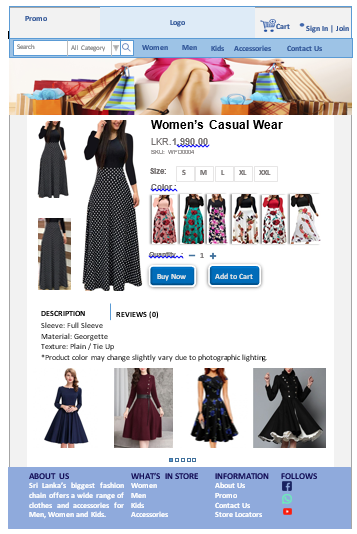 Promo
Logo
Cart
Sign In | Join
Search
All Category
Women Men Kids Accessories Contact Us
Women's Casual Wear
LKR.1,990.00
SKU: WFD0004
Size: S M L XL XXL
Color:
Quantity: 1
Buy Now
Add to Cart
DESCRIPTION
REVIEWS (0)
Sleeve: Full Sleeve
Material: Georgette
Texture: Plain / Tie Up
*Product color may change slightly vary due to photographic lighting.
ABOUT US
Sri Lanka's biggest fashion
chain offers a wide range of
clothes and accessories for
Men, Women and Kids.
WHAT'S IN STORE
Women
Men
Kids
Accessories
INFORMATION
About Us
Promo
Contact Us
Store Locators
FOLLOWS